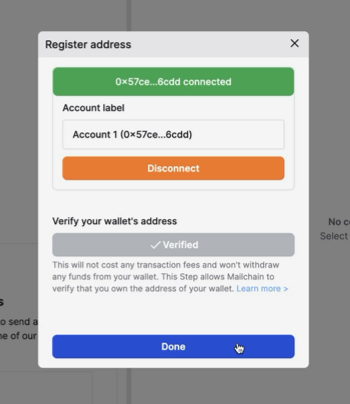 Register address
0×57ce...6cdd connected
Account label
Account 1 (0×57ce...6cdd)
Disconnect
Verify your wallet's address
Verified
This will not cost any transaction fees and won't withdraw
any funds from your wallet. This Step allows Mailchain to
verify that you own the address of your wallet. Learn more >
Done
No c
Select
s
o send a
ne of our